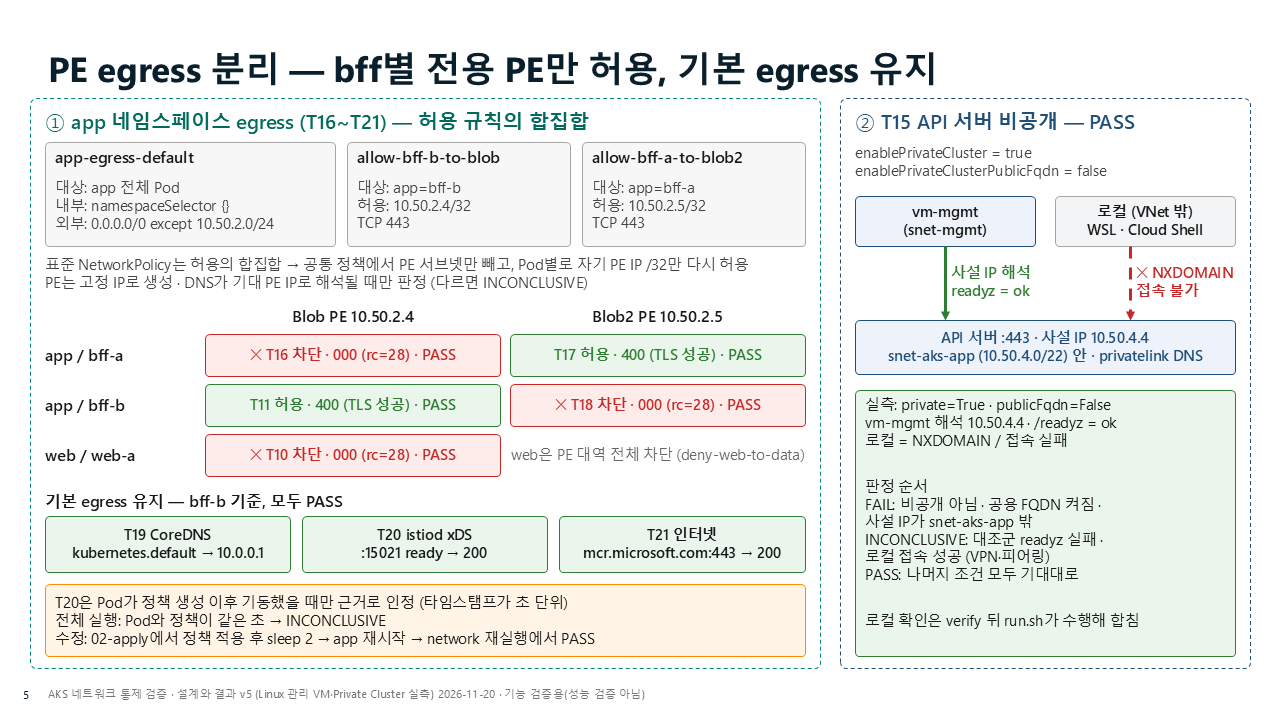 PE egress 분리 — bff별 전용 PE만 허용, 기본 egress 유지
① app 네임스페이스 egress (T16~T21) — 허용 규칙의 합집합
app-egress-default
대상: app 전체 Pod
내부: namespaceSelector {}
외부: 0.0.0.0/0 except 10.50.2.0/24
allow-bff-b-to-blob
대상: app=bff-b
허용: 10.50.2.4/32
TCP 443
allow-bff-a-to-blob2
대상: app=bff-a
허용: 10.50.2.5/32
TCP 443
표준 NetworkPolicy는 허용의 합집합 → 공통 정책에서 PE 서브넷만 빼고, Pod별로 자기 PE IP /32만 다시 허용
PE는 고정 IP로 생성 · DNS가 기대 PE IP로 해석될 때만 판정 (다르면 INCONCLUSIVE)
Blob PE 10.50.2.4
Blob2 PE 10.50.2.5
app / bff-a
✕ T16 차단 · 000 (rc=28) · PASS
T17 허용 · 400 (TLS 성공) · PASS
app / bff-b
T11 허용 · 400 (TLS 성공) · PASS
✕ T18 차단 · 000 (rc=28) · PASS
web / web-a
✕ T10 차단 · 000 (rc=28) · PASS
web은 PE 대역 전체 차단 (deny-web-to-data)
기본 egress 유지 — bff-b 기준, 모두 PASS
T19 CoreDNS
kubernetes.default → 10.0.0.1
T20 istiod xDS
:15021 ready → 200
T21 인터넷
mcr.microsoft.com:443 → 200
T20은 Pod가 정책 생성 이후 기동했을 때만 근거로 인정 (타임스탬프가 초 단위)
전체 실행: Pod와 정책이 같은 초 → INCONCLUSIVE
수정: 02-apply에서 정책 적용 후 sleep 2 → app 재시작 → network 재실행에서 PASS
② T15 API 서버 비공개 — PASS
enablePrivateCluster = true
enablePrivateClusterPublicFqdn = false
vm-mgmt
(snet-mgmt)
로컬 (VNet 밖)
WSL · Cloud Shell
사설 IP 해석
readyz = ok
✕ NXDOMAIN
접속 불가
API 서버 :443 · 사설 IP 10.50.4.4
snet-aks-app (10.50.4.0/22) 안 · privatelink DNS
실측: private=True · publicFqdn=False
vm-mgmt 해석 10.50.4.4 · /readyz = ok
로컬 = NXDOMAIN / 접속 실패
판정 순서
FAIL: 비공개 아님 · 공용 FQDN 켜짐 ·
사설 IP가 snet-aks-app 밖
INCONCLUSIVE: 대조군 readyz 실패 ·
로컬 접속 성공 (VPN·피어링)
PASS: 나머지 조건 모두 기대대로
로컬 확인은 verify 뒤 run.sh가 수행해 합침
5
AKS 네트워크 통제 검증 · 설계와 결과 v5 (Linux 관리 VM·Private Cluster 실측) 2026-11-20 · 기능 검증용(성능 검증 아님)